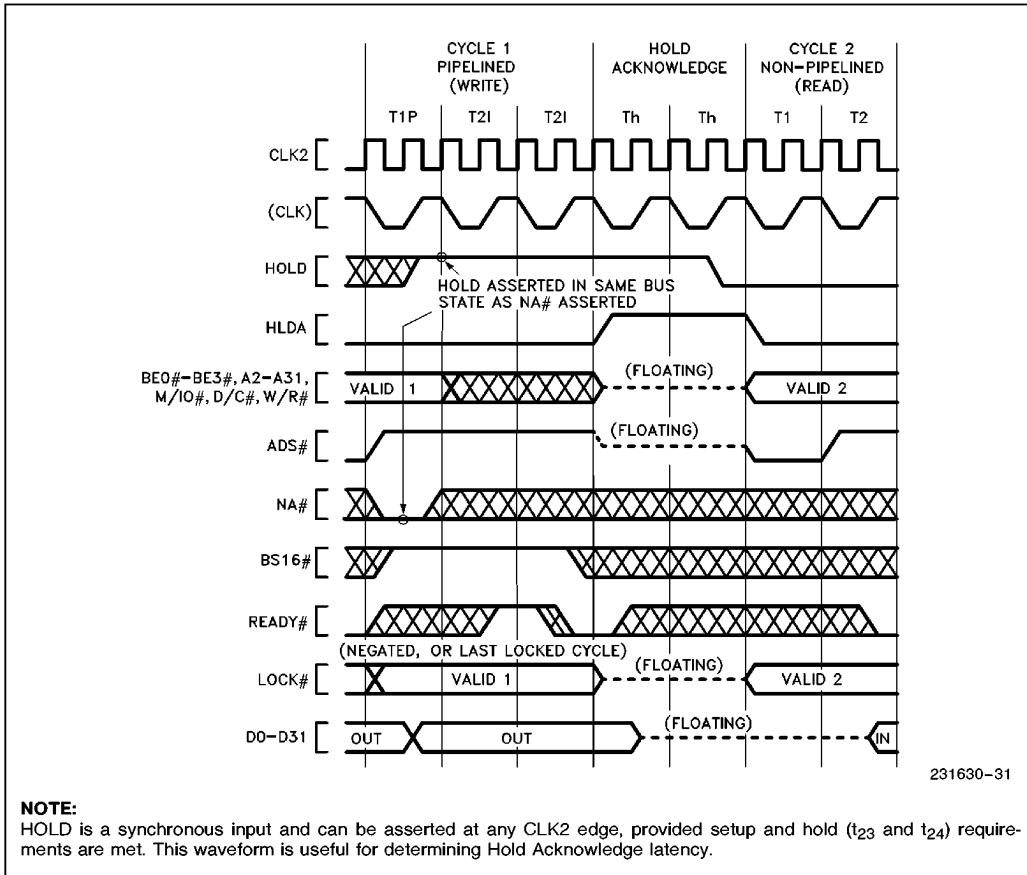 CYCLE 1
PIPELINED
(WRITE)
HOLD
ACKNOWLEDGE
CYCLE 2
NON-PIPELINED
(READ)
T1P T2I T2I Th Th T1 T2
CLK2
(CLK)
HOLD
HOLD ASSERTED IN SAME BUS
STATE AS NA# ASSERTED
HLDA
BE0#-BE3#, A2-A31,
M/IO#, D/C#, W/R#
VALID 1 (FLOATING) VALID 2
ADS# (FLOATING)
NA#
BS16#
READY#
(NEGATED, OR LAST LOCKED CYCLE)
LOCK# VALID 1 (FLOATING) VALID 2
D0-D31 OUT OUT (FLOATING) IN
231630-31
NOTE:
HOLD is a synchronous input and can be asserted at any CLK2 edge, provided setup and hold (t23 and t24) require-
ments are met. This waveform is useful for determining Hold Acknowledge latency.